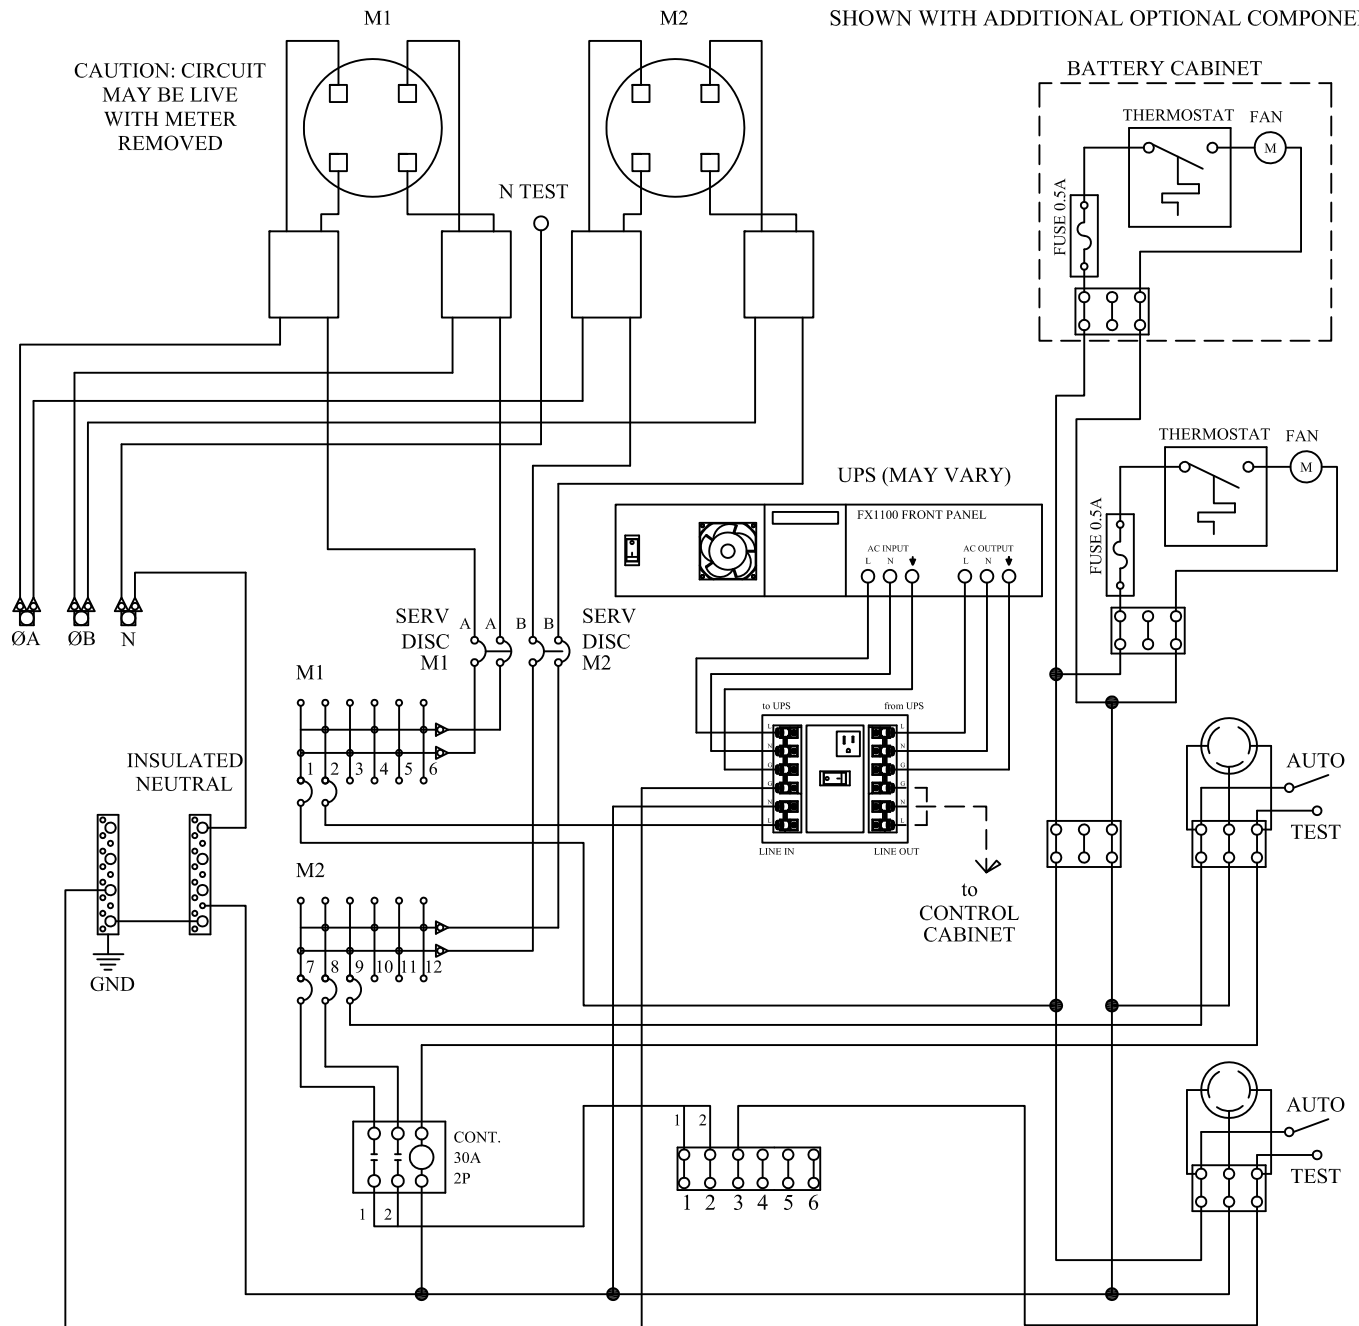 M1
M2
SHOWN WITH ADDITIONAL OPTIONAL
CAUTION: CIRCUIT
MAY BE LIVE
WITH METER
REMOVED
BATTERY CABINET
THERMOSTAT
FAN
M
FUSE 0.5A
N TEST
THERMOSTAT
FAN
M
FUSE 0.5A
UPS (MAY VARY)
FX1100 FRONT PANEL
AC INPUT
L N
AC OUTPUT
L N
ØA
ØB
N
SERV
DISC
M1
A A B B
SERV
DISC
M2
M1
1 2 3 4 5 6
to UPS
from UPS
L
N
G
G
N
L
L
N
G
G
N
L
LINE IN
LINE OUT
AUTO
TEST
INSULATED
NEUTRAL
GND
to
CONTROL
CABINET
M2
7 8 9 10 11 12
CONT.
30A
2P
1 2
1 2
1 2 3 4 5 6
AUTO
TEST